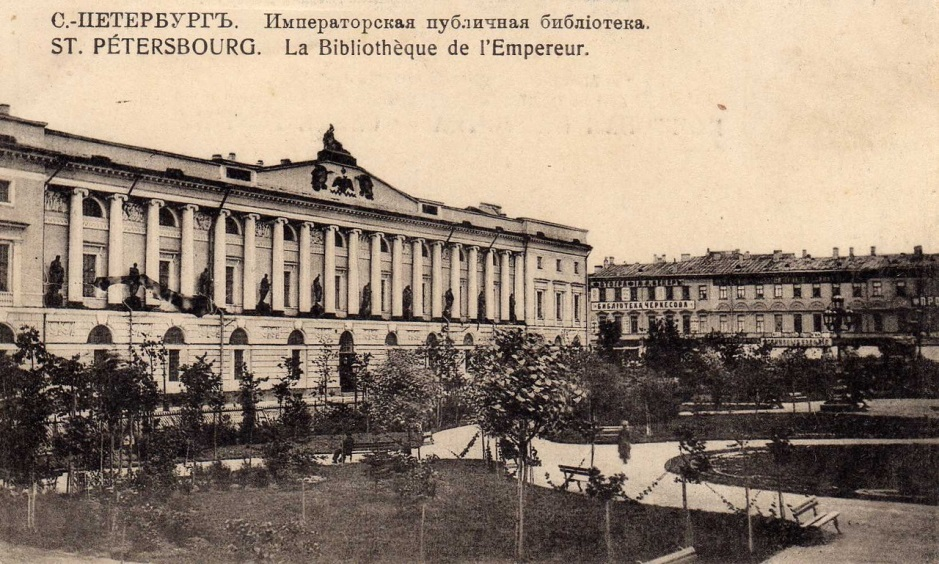 С.-ПЕТЕРБУРГЪ. Императорская публичная библіотека.
ST. PÉTERSBOURG. La Bibliothèque de l'Empereur.
БИБЛІОТЕКА ЧЕРКЕСОВА